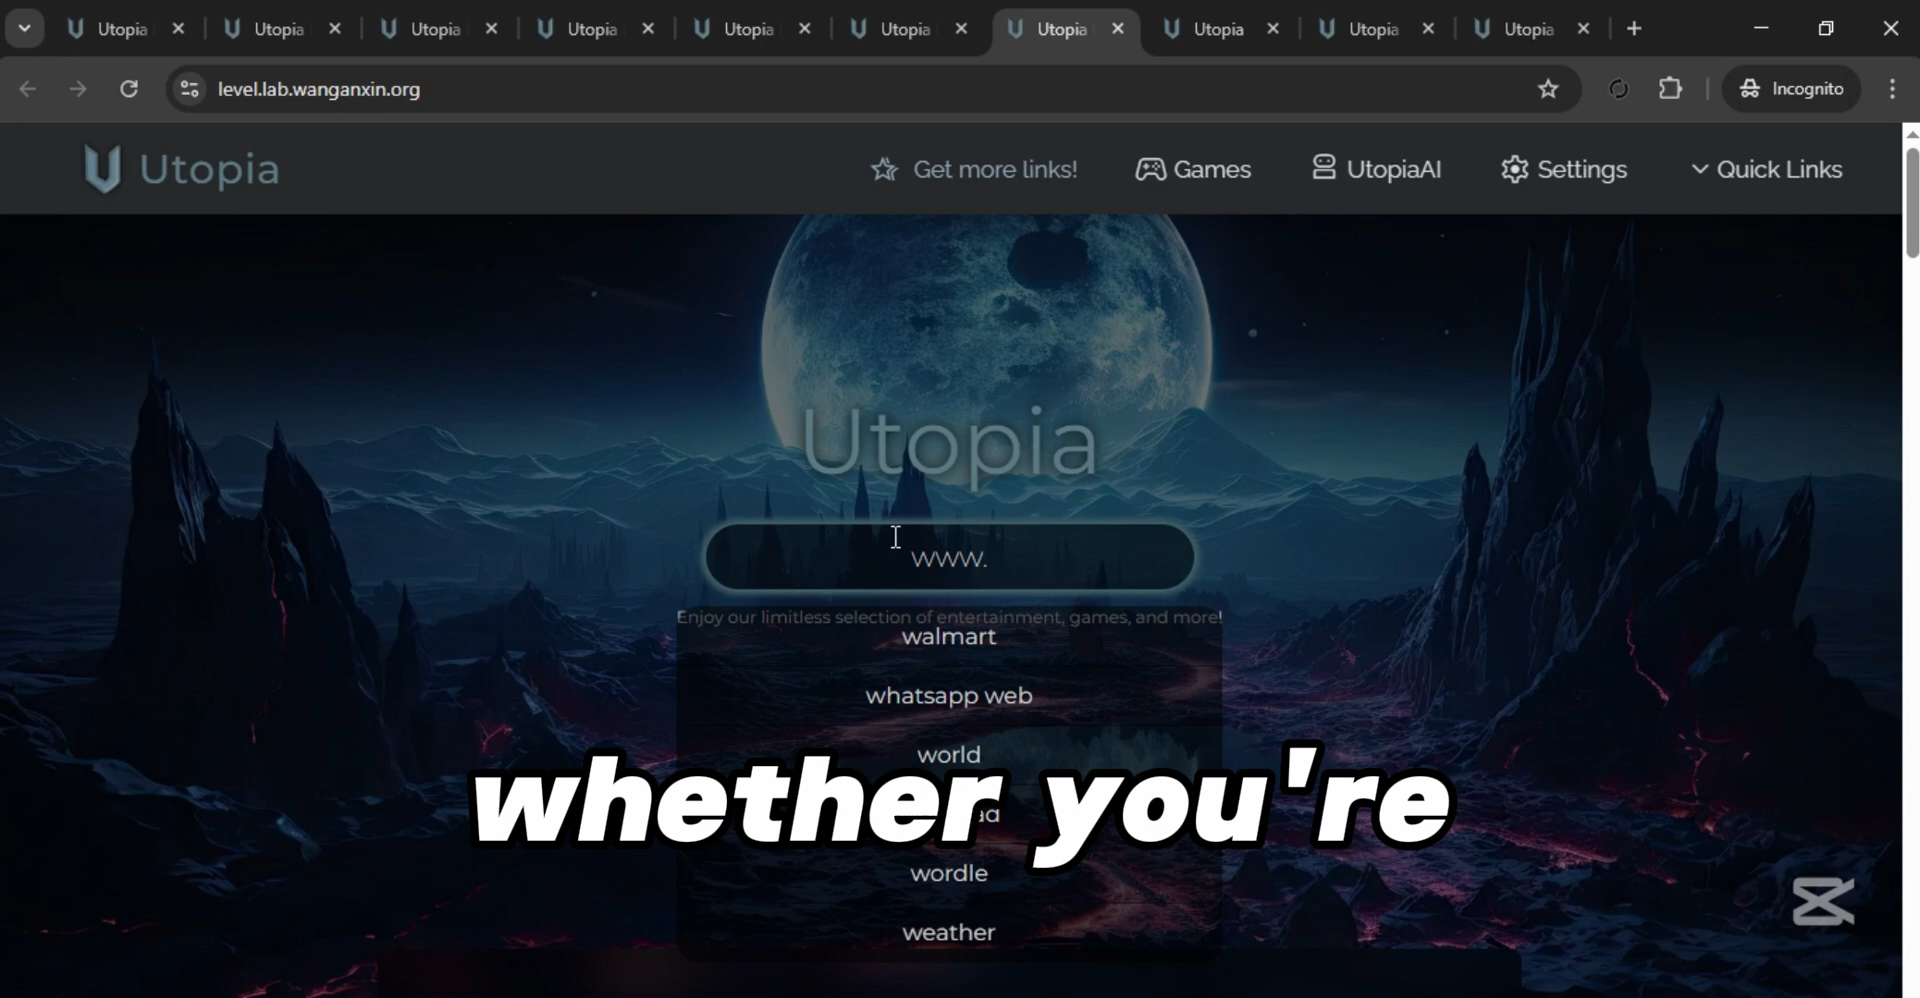 Utopia Utopia Utopia Utopia Utopia Utopia Utopia Utopia Utopia Utopia
level.lab.wanganxin.org Incognito
Utopia Get more links! Games UtopiaAI Settings Quick Links
Utopia
www.
Enjoy our limitless selection of entertainment, games, and more!
walmart
whatsapp web
world
whether you're
wordle
weather